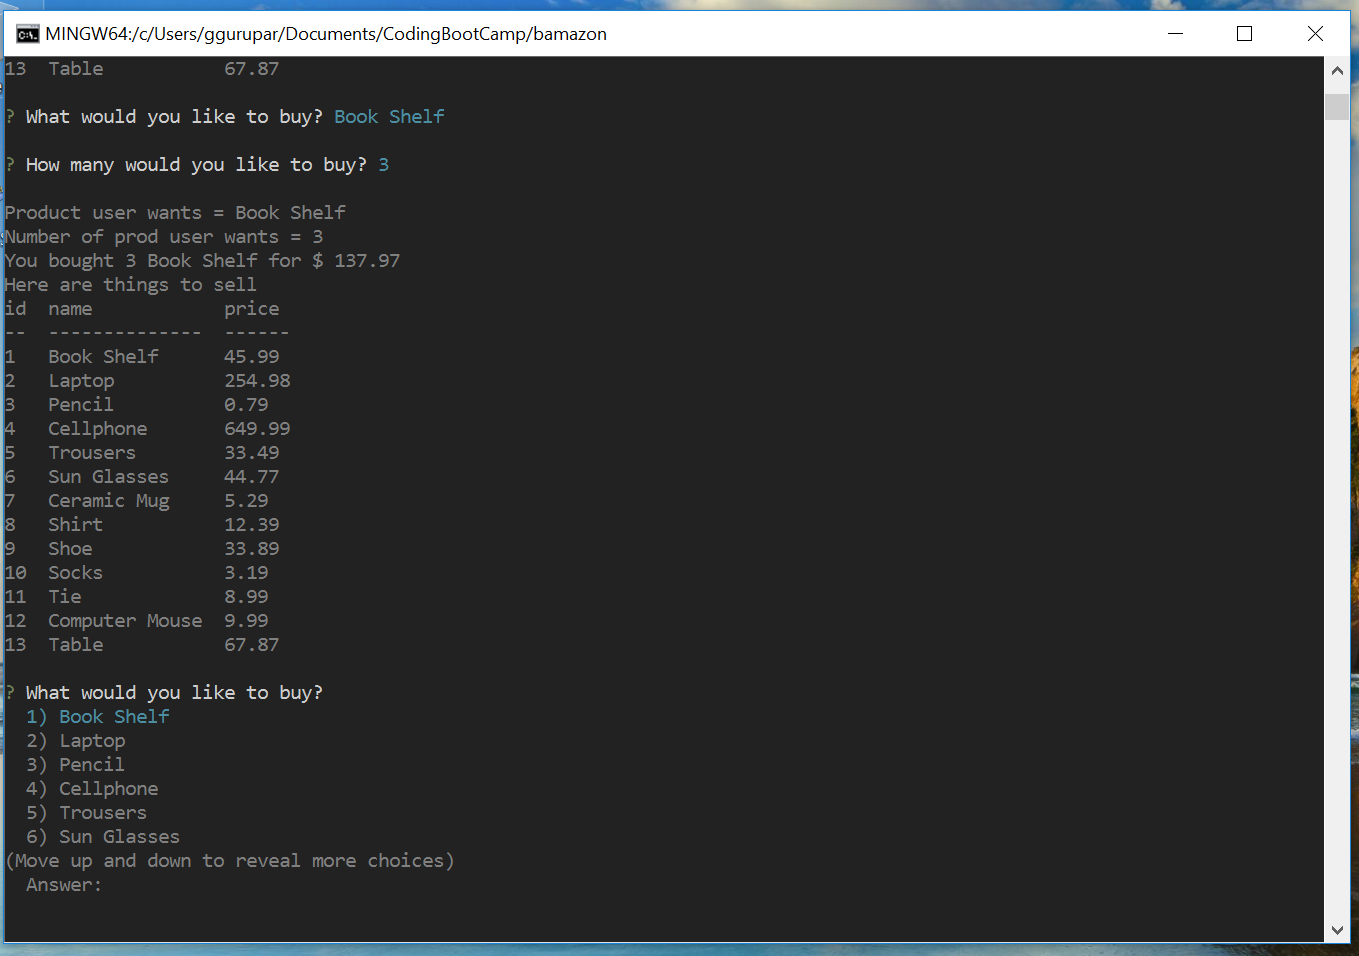 MINGW64:/c/Users/ggurupar/Documents/CodingBootCamp/bamazon
13  Table           67.87
? What would you like to buy? Book Shelf
? How many would you like to buy? 3
Product user wants = Book Shelf
Number of prod user wants = 3
You bought 3 Book Shelf for $ 137.97
Here are things to sell
id  name            price
--  --------------  ------
1   Book Shelf      45.99
2   Laptop          254.98
3   Pencil          0.79
4   Cellphone       649.99
5   Trousers        33.49
6   Sun Glasses     44.77
7   Ceramic Mug     5.29
8   Shirt           12.39
9   Shoe            33.89
10  Socks           3.19
11  Tie             8.99
12  Computer Mouse  9.99
13  Table           67.87
? What would you like to buy?
1) Book Shelf
2) Laptop
3) Pencil
4) Cellphone
5) Trousers
6) Sun Glasses
(Move up and down to reveal more choices)
Answer: